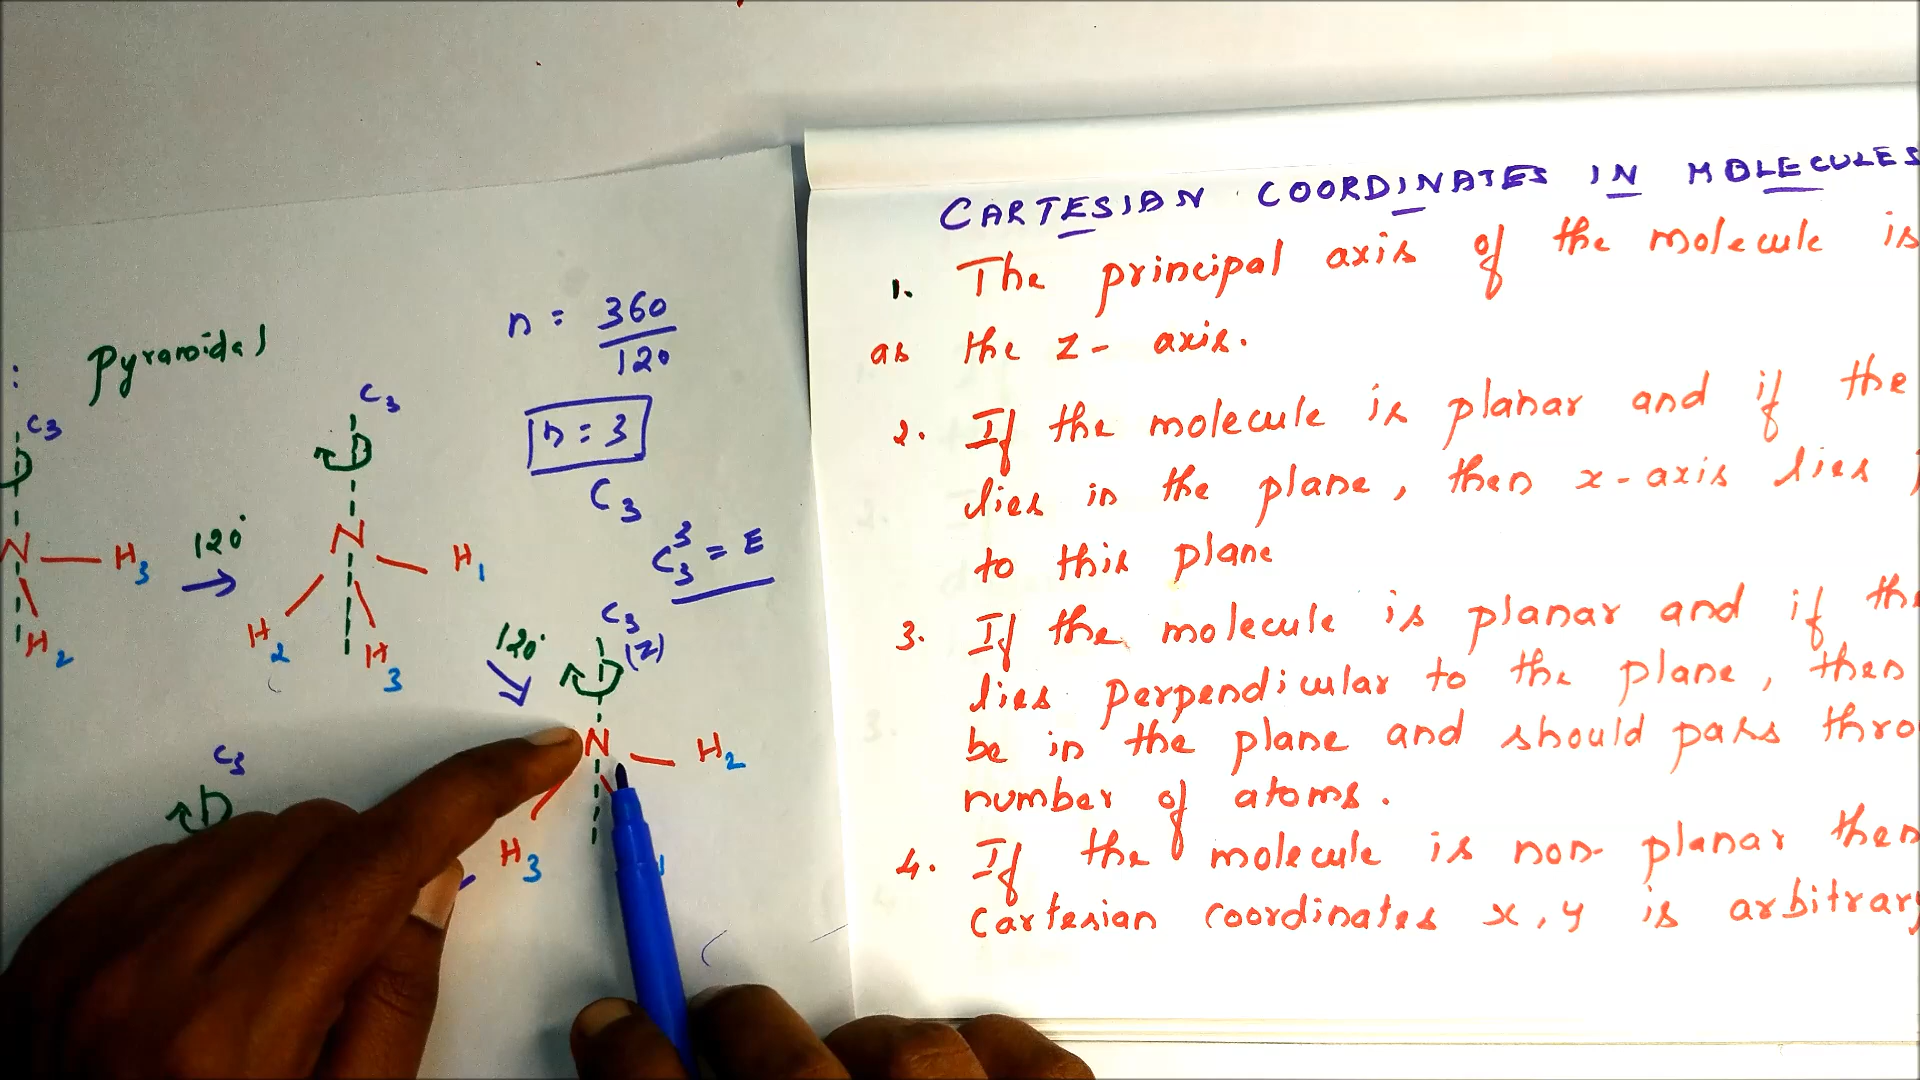 Pyramidal
:
C3
N
H3
H2
120°
C3
N
H1
H2
H3
n = 360
120
n = 3
C3
C3^3 = E
120°
C3
(Z)
N
H2
H3
1
C3
CARTESIAN COORDINATES IN MOLECULES
1. The principal axis of the molecule is
as the z- axis.
2. If the molecule is planar and if the
lies in the plane, then x-axis lies
to this plane
3. If the molecule is planar and if the
lies perpendicular to the plane, then
be in the plane and should pass thro
number of atoms.
4. If the molecule is non-planar then
Cartesian coordinates x, y is arbitrary